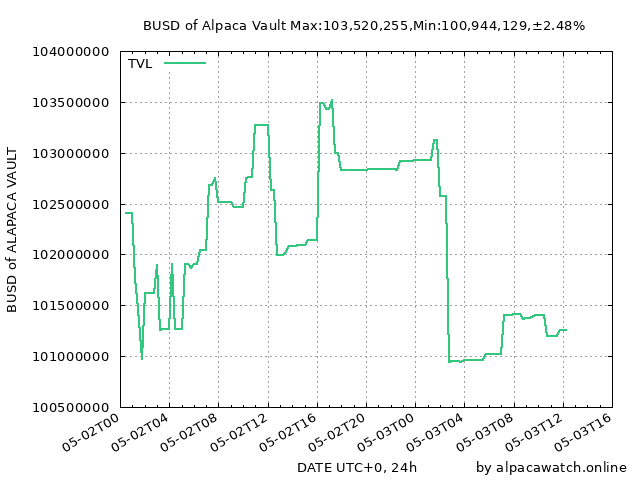 BUSD of Alpaca Vault Max:103,520,255,Min:100,944,129,±2.48%
TVL
104000000
103500000
103000000
102500000
102000000
101500000
101000000
100500000
BUSD of ALAPACA VAULT
05-02T00 05-02T04 05-02T08 05-02T12 05-02T16 05-02T20 05-03T00 05-03T04 05-03T08 05-03T12 05-03T16
DATE UTC+0, 24h by alpacawatch.online